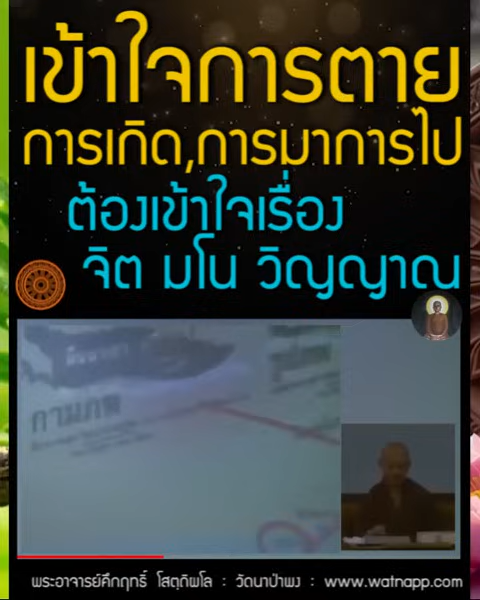 เข้าใจการตาย
การเกิด,การมาการไป
ต้องเข้าใจเรื่อง
จิต มโน วิญญาณ
กามภพ
พระอาจารย์คึกฤทธิ์ โสตฺถิผโล : วัดนาป่าพง : www.watnapp.com